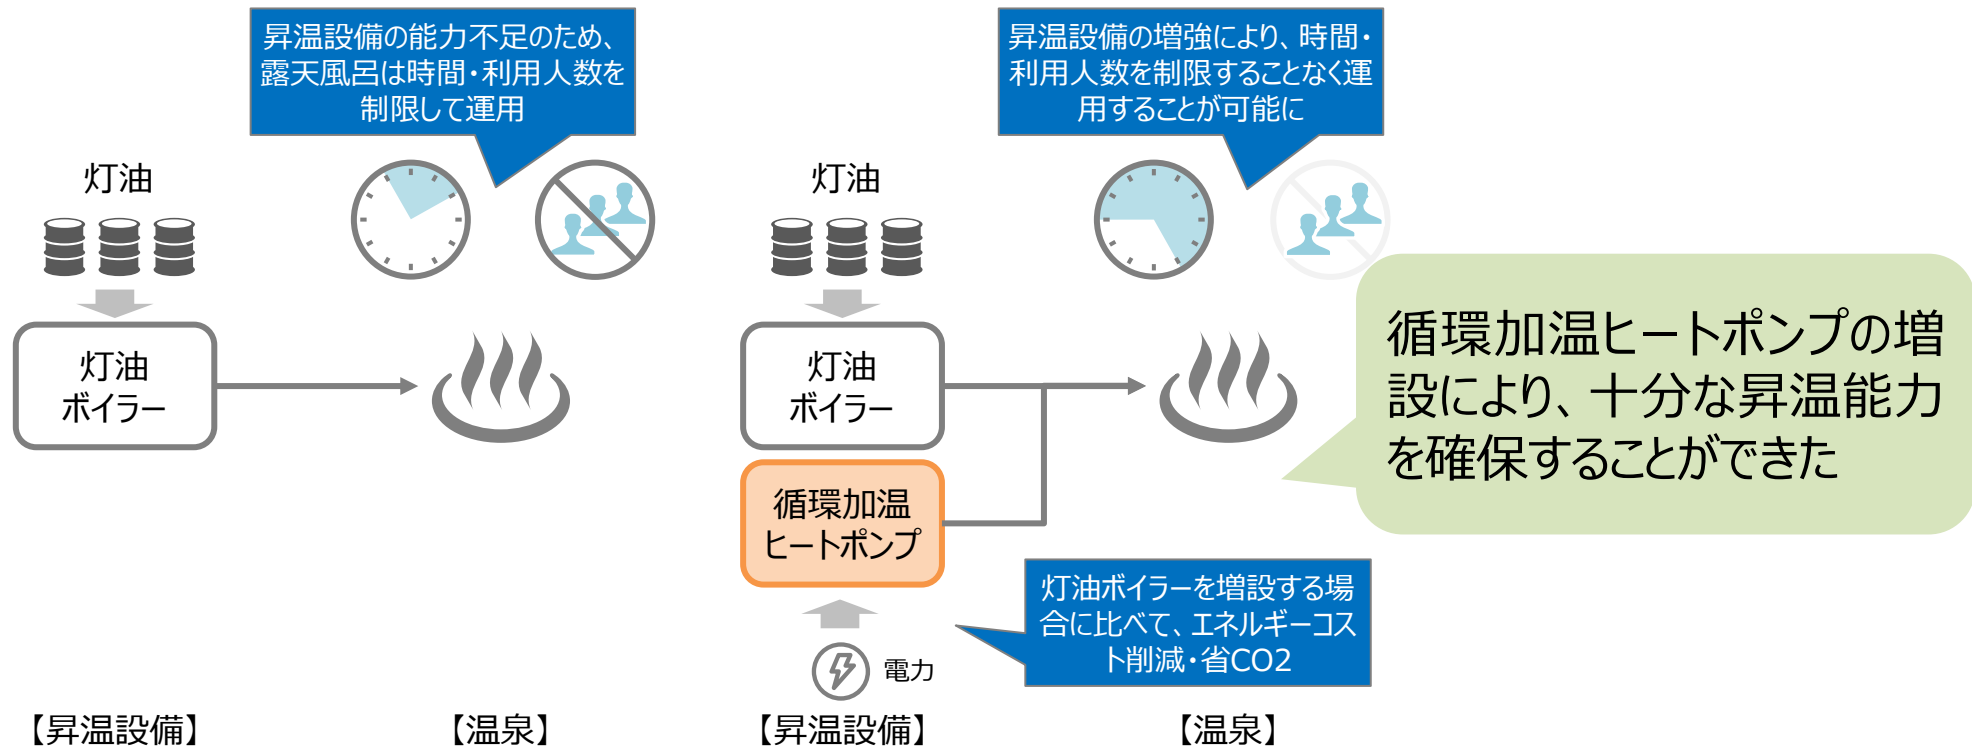 昇温設備の能力不足のため、
露天風呂は時間・利用人数を
制限して運用
灯油
灯油
ボイラー
【昇温設備】
【温泉】
昇温設備の増強により、時間・
利用人数を制限することなく運
用することが可能に
灯油
灯油
ボイラー
循環加温
ヒートポンプ
電力
灯油ボイラーを増設する場
合に比べて、エネルギーコス
ト削減・省CO2
【昇温設備】
【温泉】
循環加温ヒートポンプの増
設により、十分な昇温能力
を確保することができた